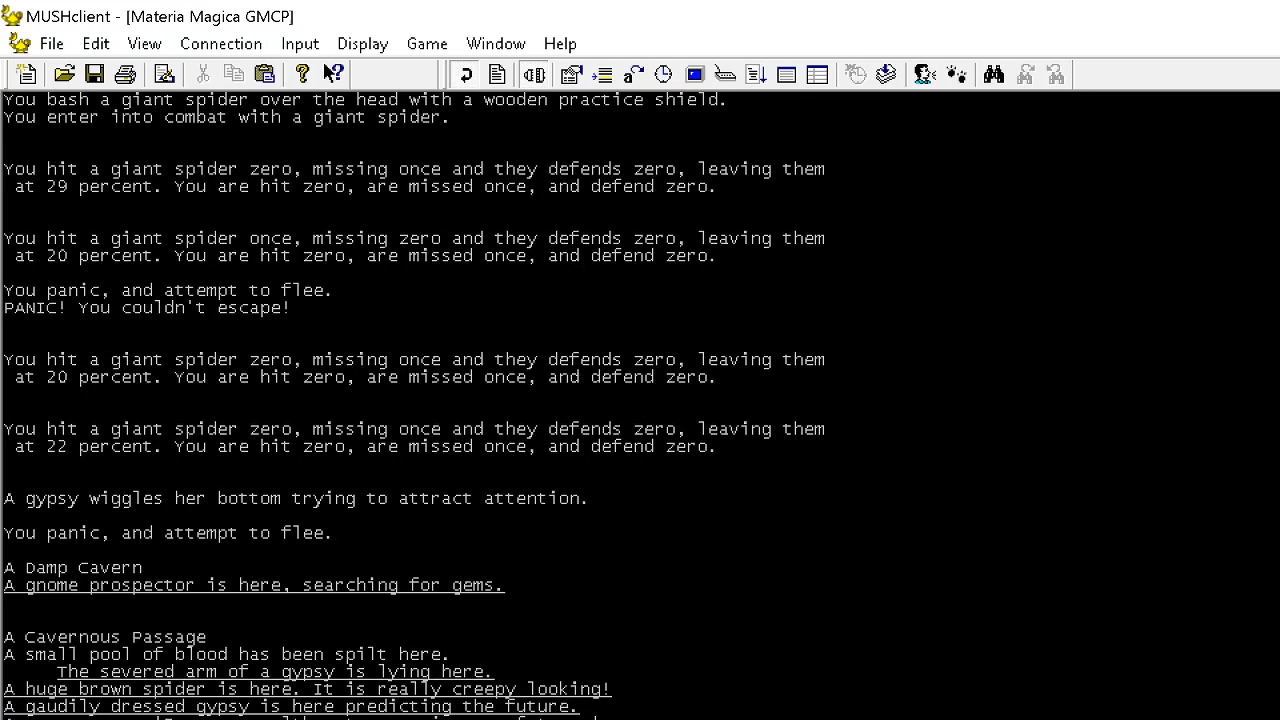 MUSHclient - [Materia Magica GMCP]
File Edit View Connection Input Display Game Window Help
You bash a giant spider over the head with a wooden practice shield.
You enter into combat with a giant spider.
You hit a giant spider zero, missing once and they defends zero, leaving them
at 29 percent. You are hit zero, are missed once, and defend zero.
You hit a giant spider once, missing zero and they defends zero, leaving them
at 20 percent. You are hit zero, are missed once, and defend zero.
You panic, and attempt to flee.
PANIC! You couldn't escape!
You hit a giant spider zero, missing once and they defends zero, leaving them
at 20 percent. You are hit zero, are missed once, and defend zero.
You hit a giant spider zero, missing once and they defends zero, leaving them
at 22 percent. You are hit zero, are missed once, and defend zero.
A gypsy wiggles her bottom trying to attract attention.
You panic, and attempt to flee.
A Damp Cavern
A gnome prospector is here, searching for gems.
A Cavernous Passage
A small pool of blood has been spilt here.
The severed arm of a gypsy is lying here.
A huge brown spider is here. It is really creepy looking!
A gaudily dressed gypsy is here predicting the future.